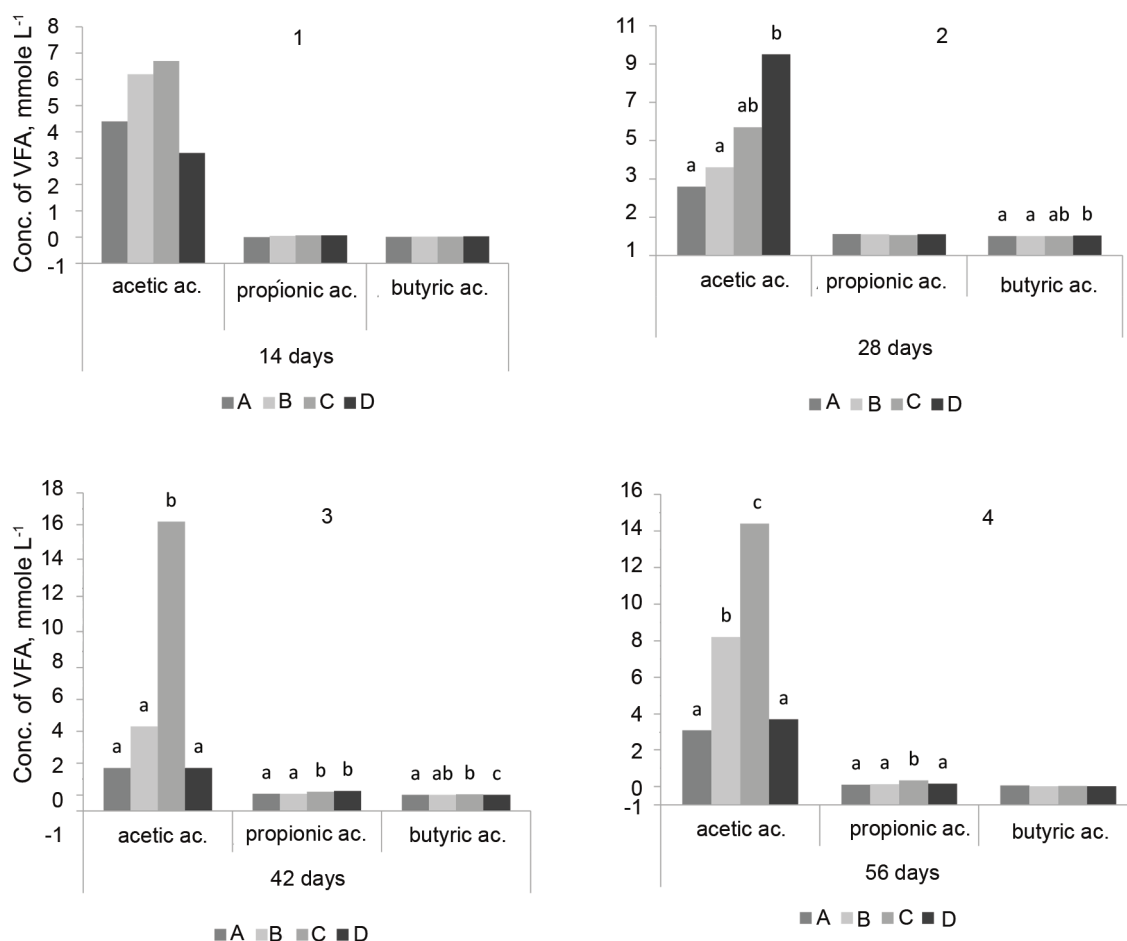 1
Conc. of VFA, mmole L-1
8
7
6
5
4
3
2
1
0
-1
acetic ac.
propionic ac.
butyric ac.
14 days
A B C D
2
11
9
7
5
3
2
1
a a ab b
a a ab b
acetic ac.
propionic ac.
butyric ac.
28 days
A B C D
3
Conc. of VFA, mmole L-1
18
16
14
12
10
8
6
4
2
0
-1
a a b a
a a b b
a ab b c
acetic ac.
propionic ac.
butyric ac.
42 days
A B C D
4
16
14
12
10
8
6
4
2
0
-1
a b c a
a a b a
acetic ac.
propionic ac.
butyric ac.
56 days
A B C D